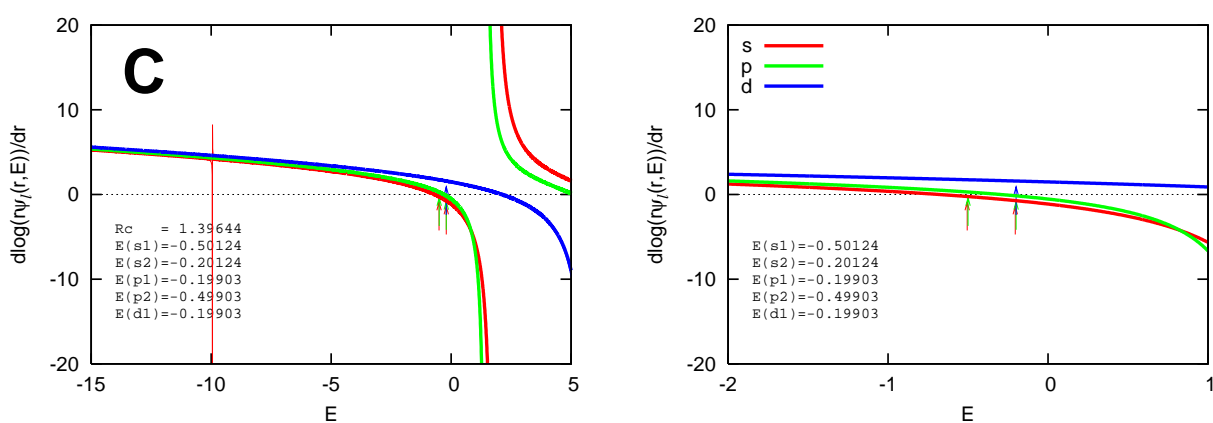 C
dlog(rψl(r,E))/dr
20
10
0
-10
-20
Rc = 1.39644
E(s1)=-0.50124
E(s2)=-0.20124
E(p1)=-0.19903
E(p2)=-0.49903
E(d1)=-0.19903
-15
-10
-5
0
5
E
dlog(rψl(r,E))/dr
20
10
0
-10
-20
s
p
d
E(s1)=-0.50124
E(s2)=-0.20124
E(p1)=-0.19903
E(p2)=-0.49903
E(d1)=-0.19903
-2
-1
0
1
E